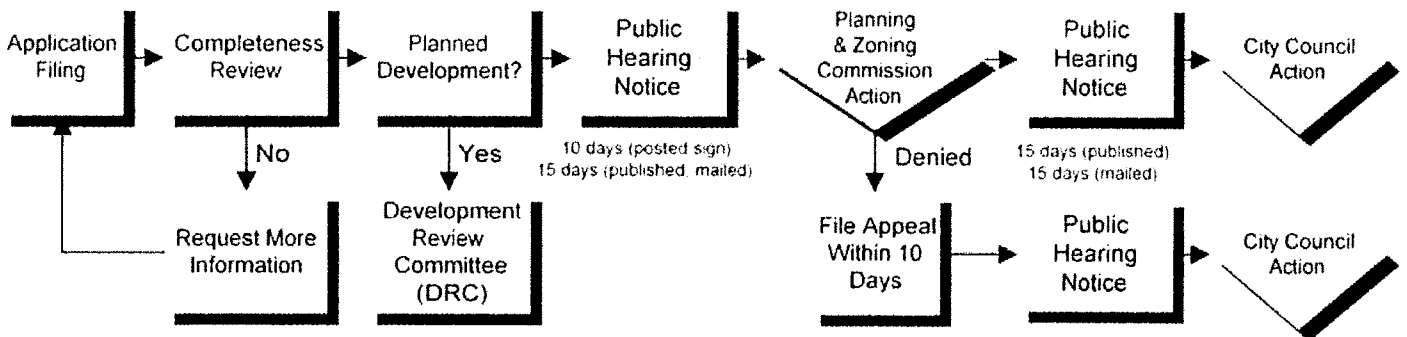 Application
Filing
Completeness
Review
Planned
Development?
Public
Hearing
Notice
Planning
& Zoning
Commission
Action
Public
Hearing
Notice
City Council
Action
No
Yes
10 days (posted sign)
15 days (published, mailed)
Denied
15 days (published)
15 days (mailed)
Request More
Information
Development
Review
Committee
(DRC)
File Appeal
Within 10
Days
Public
Hearing
Notice
City Council
Action